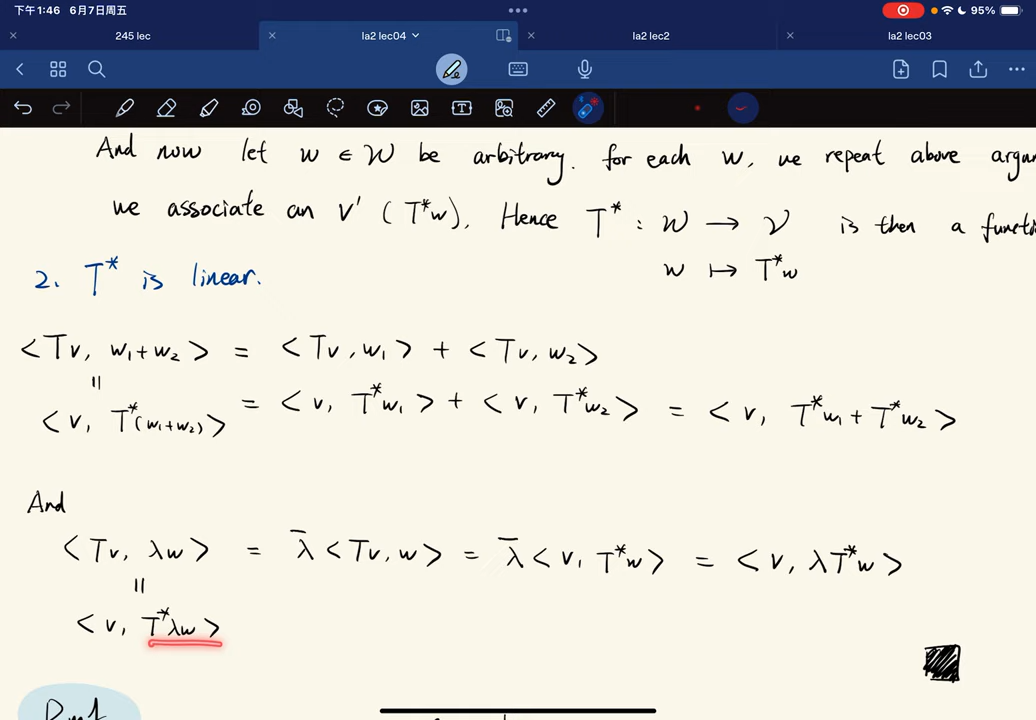 下午1:46 6月7日周五 95%
245 lec la2 lec04 la2 lec2 la2 lec03
And now let w ∈ W be arbitrary. for each w, we repeat above argum
we associate an v' (T*w). Hence T* : W → V is then a functi
w ↦ T*w
2. T* is linear.
<Tv, w₁+w₂> = <Tv, w₁> + <Tv, w₂>
||
<v, T*(w₁+w₂)> = <v, T*w₁> + <v, T*w₂> = <v, T*w₁ + T*w₂>
And
<Tv, λw> = λ̄<Tv, w> = λ̄<v, T*w> = <v, λT*w>
||
<v, T*λw>